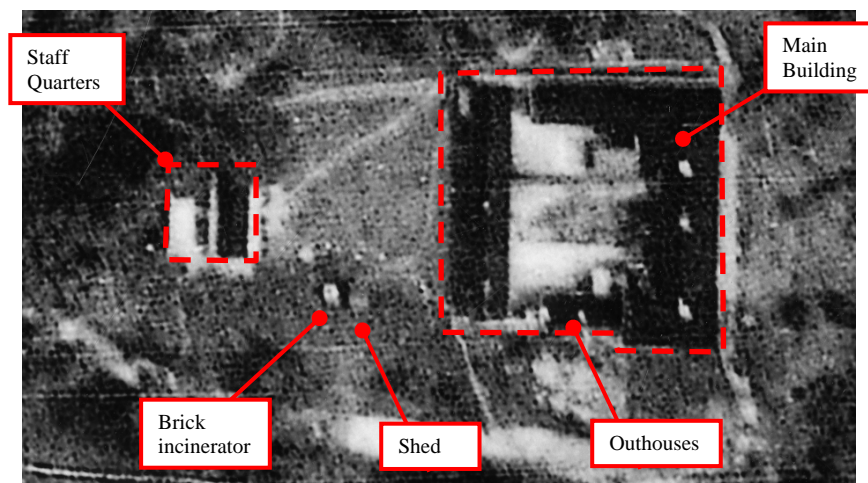 Staff
Quarters
Main
Building
Brick
incinerator
Shed
Outhouses